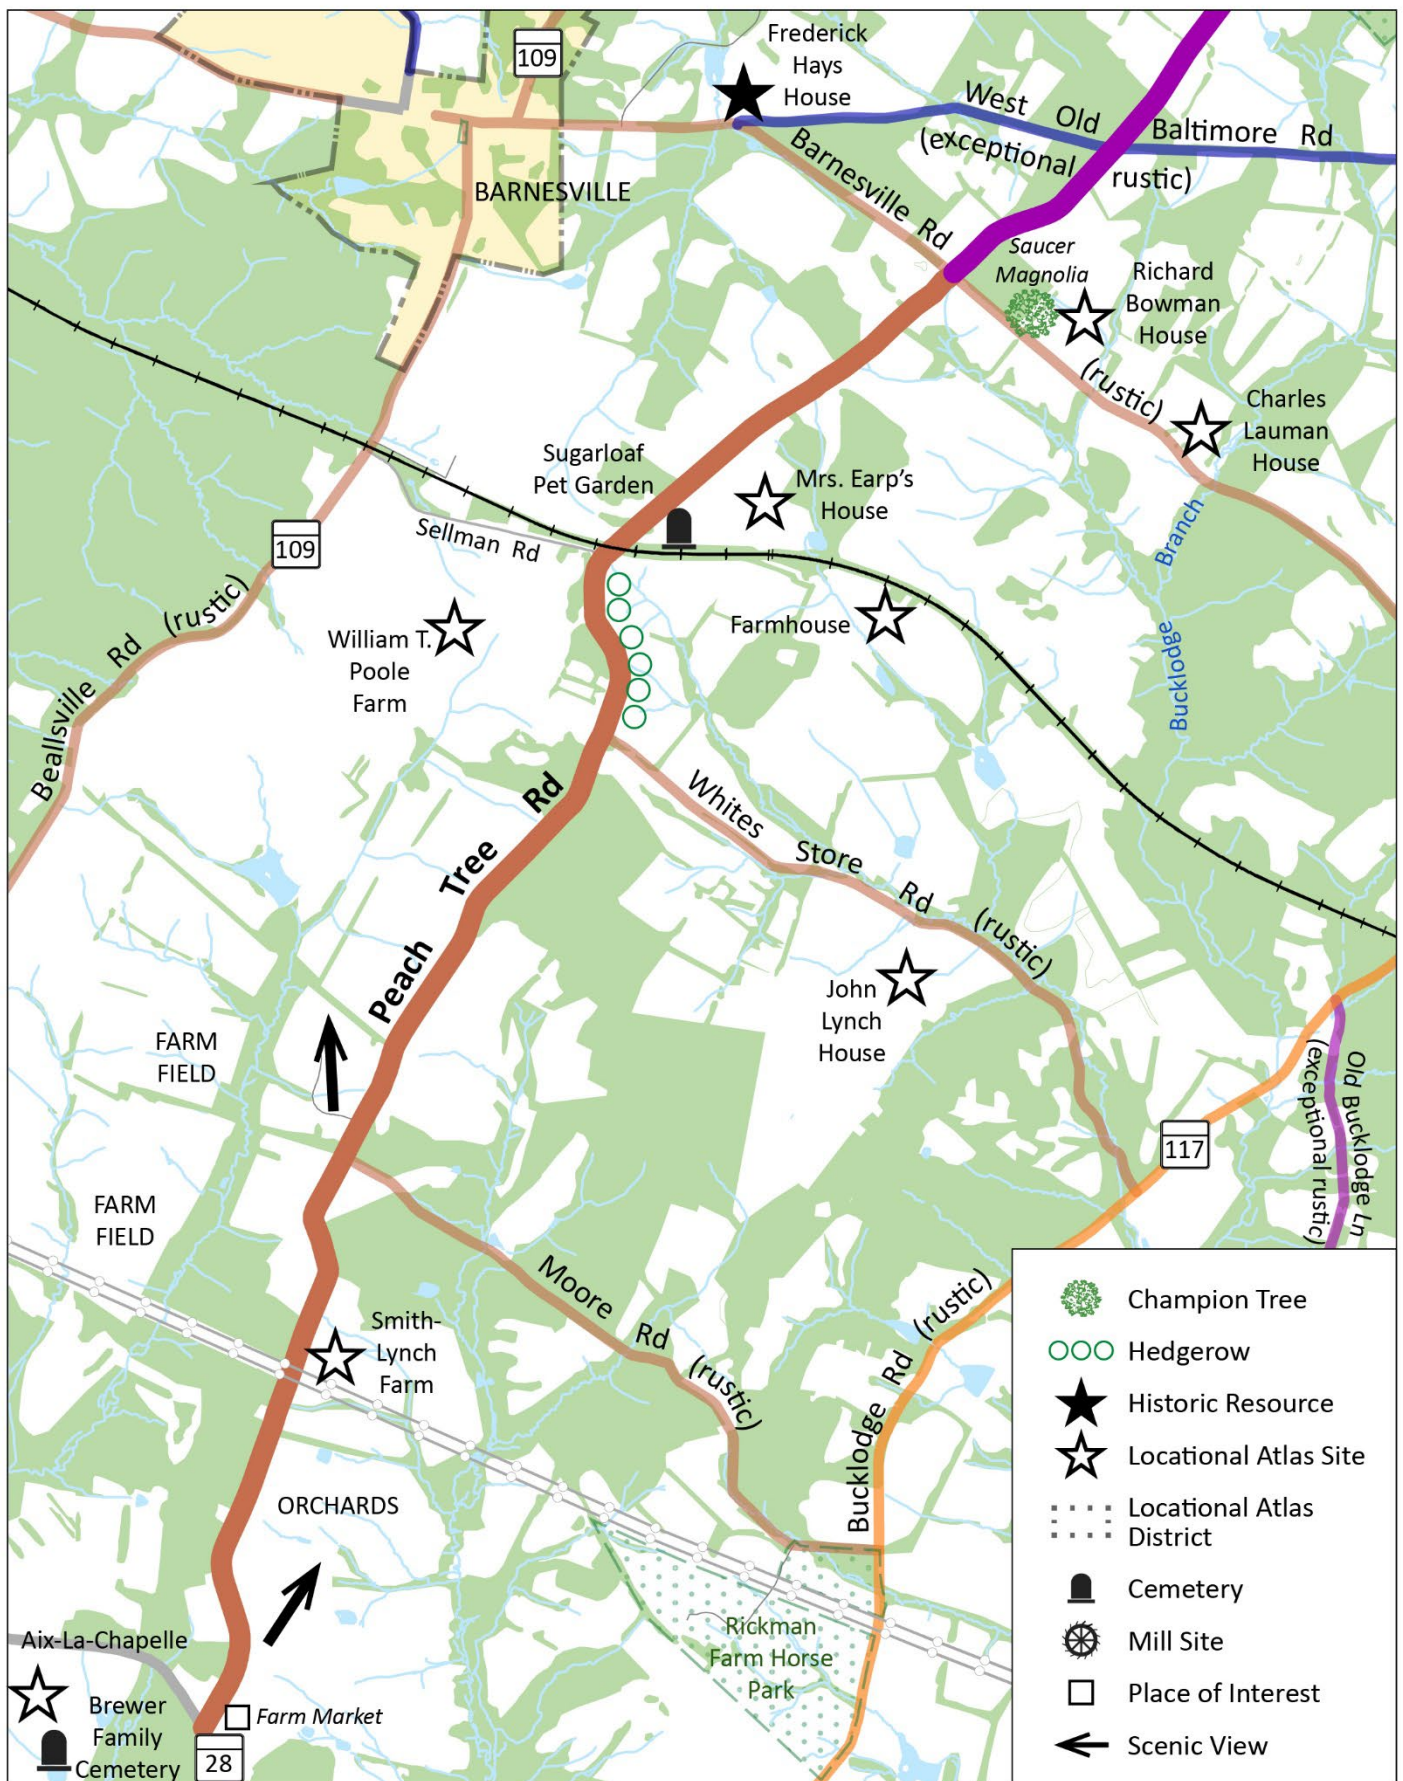 Frederick
Hays
House
109
West Old Baltimore Rd
(exceptional rustic)
BARNESVILLE
Barnesville Rd
(rustic)
Saucer
Magnolia
Richard
Bowman
House
Charles
Lauman
House
Sugarloaf
Pet Garden
Mrs. Earp's
House
Sellman Rd
109
Bucklodge Branch
Beallsville Rd (rustic)
William T.
Poole
Farm
Farmhouse
Whites Store Rd (rustic)
Peach Tree Rd
John
Lynch
House
FARM
FIELD
Old Bucklodge Ln
(exceptional rustic)
117
FARM
FIELD
Moore Rd (rustic)
Smith-
Lynch
Farm
Bucklodge Rd (rustic)
ORCHARDS
Rickman
Farm Horse
Park
Aix-La-Chapelle
Brewer
Family
Cemetery
Farm Market
28
Champion Tree
Hedgerow
Historic Resource
Locational Atlas Site
Locational Atlas
District
Cemetery
Mill Site
Place of Interest
Scenic View